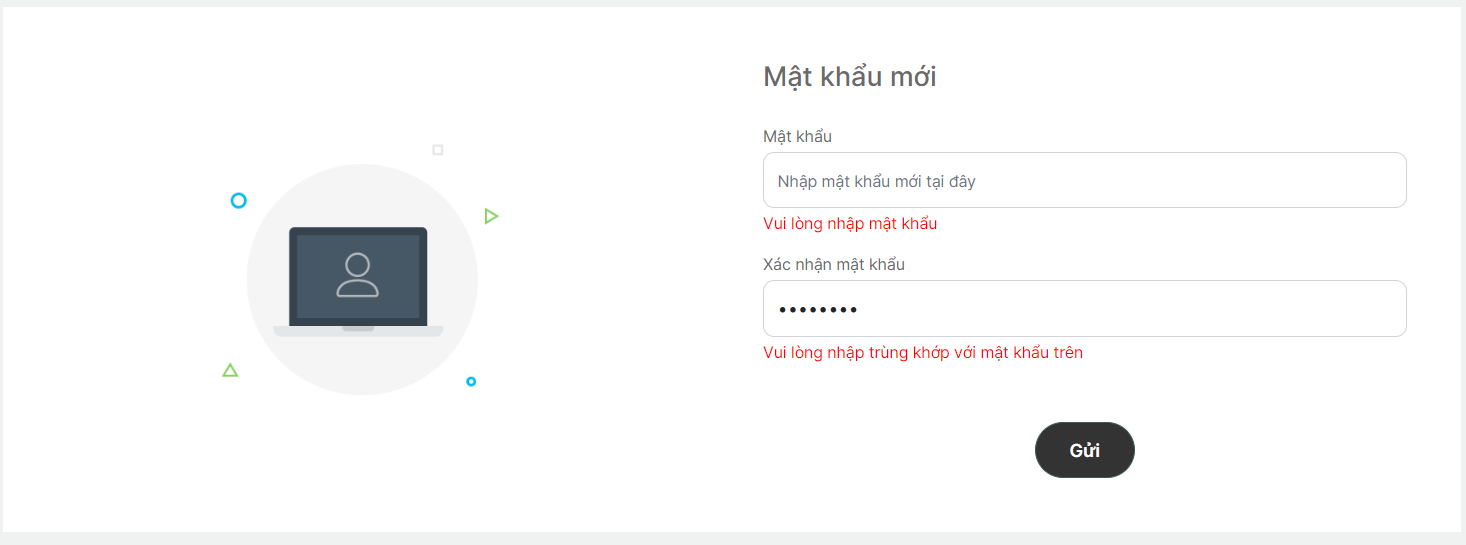 Mật khẩu mới
Mật khẩu
Nhập mật khẩu mới tại đây
Vui lòng nhập mật khẩu
Xác nhận mật khẩu
••••••••
Vui lòng nhập trùng khớp với mật khẩu trên
Gửi